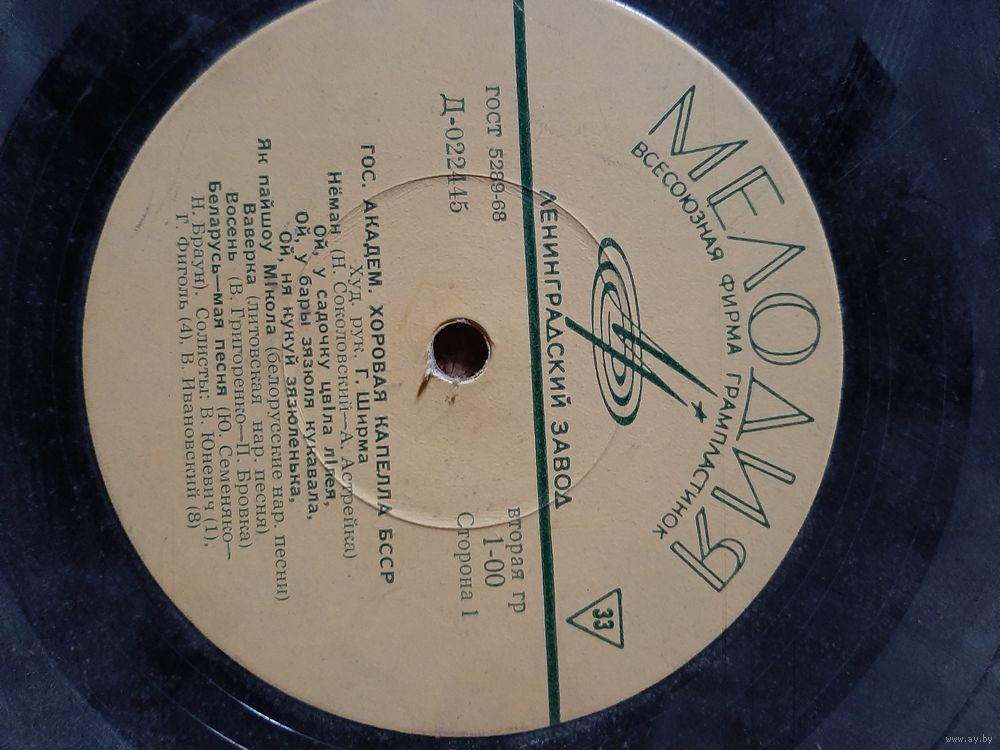 МЕЛОДИЯ
ВСЕСОЮЗНАЯ ФИРМА ГРАМПЛАСТИНОК
33
ЛЕНИНГРАДСКИЙ ЗАВОД
ГОСТ 5289-68
Д-022445
вторая гр
1-00
Сторона 1
ГОС. АКАДЕМ. ХОРОВАЯ КАПЕЛЛА БССР
Худ. рук. Г. Ширма
Нёман (Н. Соколовский—А. Астрейка)
Ой, у садочку цвіла лілея,
Ой, у бары зязюля кукавала,
Ой, ня кукуй зязюленька,
Як пайшоу Мікола (белорусские нар. песни)
Ваверка (литовская нар. песня)
Восень (В. Григоренко—П. Бровка)
Беларусь—мая песня (Ю. Семеняко—
Н. Браун). Солисты: В. Юневич (1),
Г. Фиголь (4), В. Ивановский (8)
www.ay.by